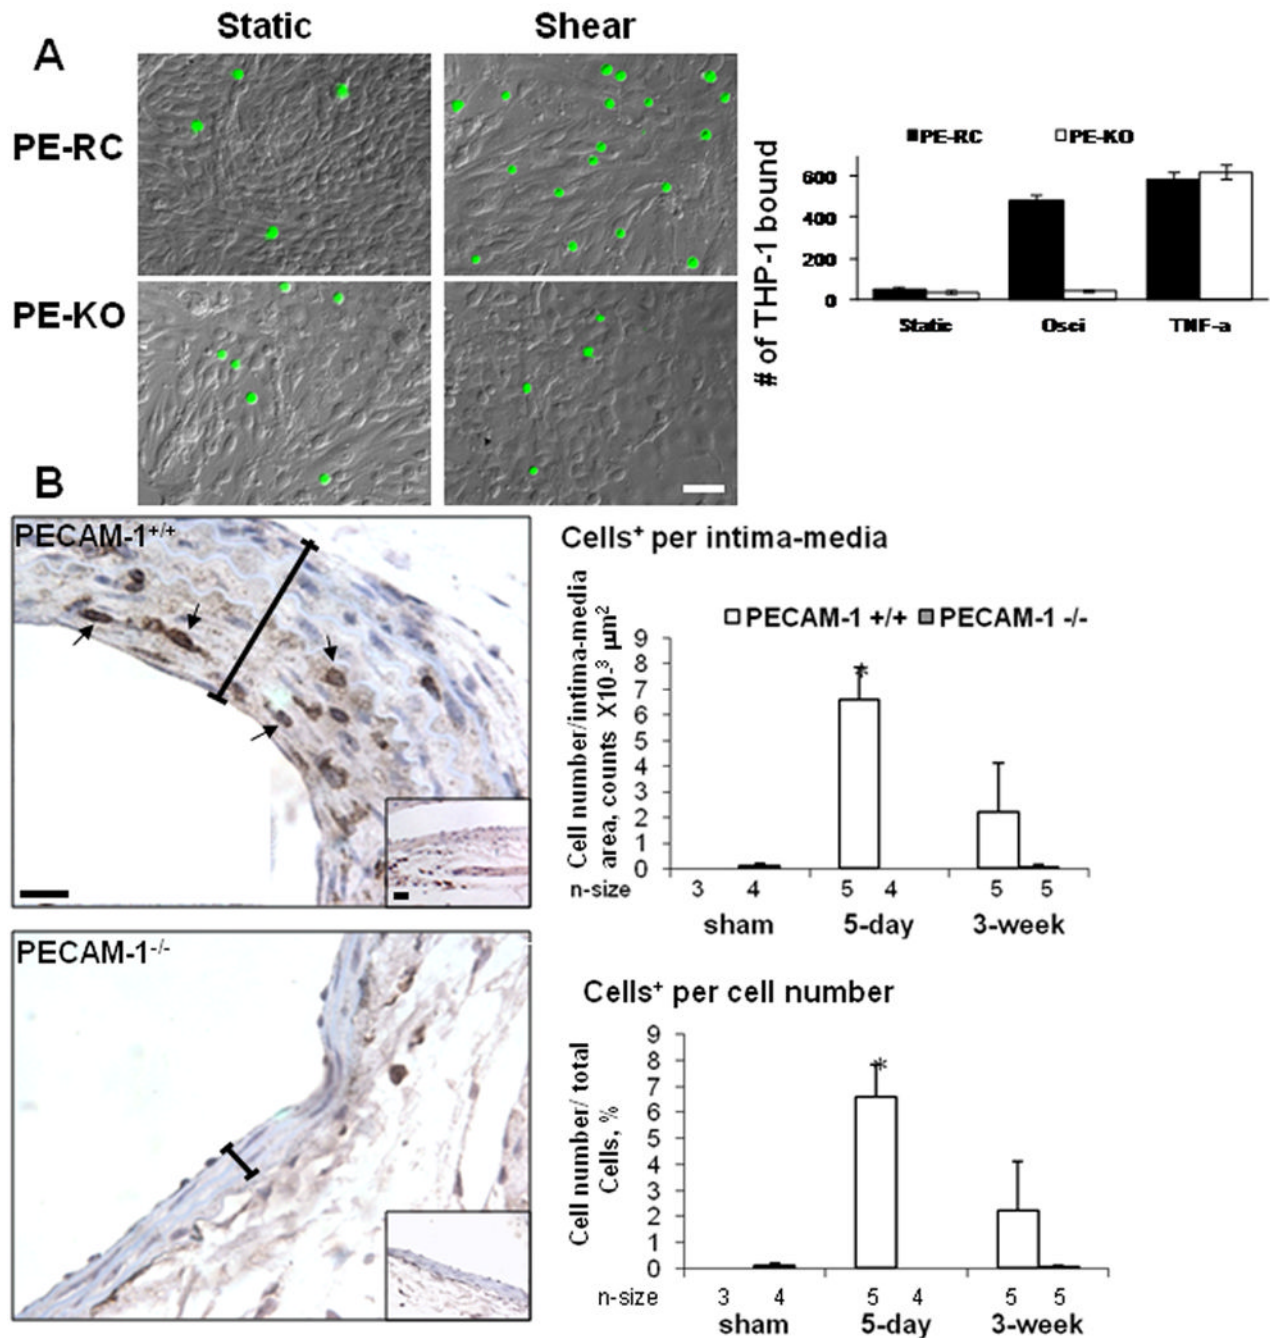 A
Static
Shear
PE-RC
PE-KO
# of THP-1 bound
PE-RC
PE-KO
600
400
200
0
Static
Osci
TNF-a
B
PECAM-1+/+
PECAM-1-/-
Cells+ per intima-media
Cell number/intima-media
area, counts X10-3 µm2
PECAM-1 +/+
PECAM-1 -/-
9
8
7
6
5
4
3
2
1
0
*
n-size
3
4
5
4
5
5
sham
5-day
3-week
Cells+ per cell number
Cell number/ total
Cells, %
9
8
7
6
5
4
3
2
1
0
*
n-size
3
4
5
4
5
5
sham
5-day
3-week